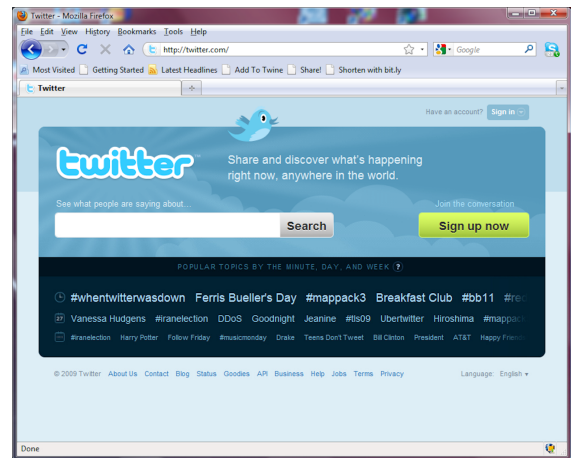 Twitter - Mozilla Firefox
File Edit View History Bookmarks Tools Help
http://twitter.com/ Google
Most Visited Getting Started Latest Headlines Add To Twine Share! Shorten with bit.ly
Twitter
Have an account? Sign in
twitter
Share and discover what's happening
right now, anywhere in the world.
See what people are saying about... Join the conversation
Search Sign up now
POPULAR TOPICS BY THE MINUTE, DAY, AND WEEK ?
#whentwitterwasdown Ferris Bueller's Day #mappack3 Breakfast Club #bb11
27 Vanessa Hudgens #iranelection DDoS Goodnight Jeanine #tls09 Ubertwitter Hiroshima #mappac
#iranelection Harry Potter Follow Friday #musicmonday Drake Teens Don't Tweet Bill Clinton President AT&T Happy
© 2009 Twitter About Us Contact Blog Status Goodies API Business Help Jobs Terms Privacy Language: English
Done